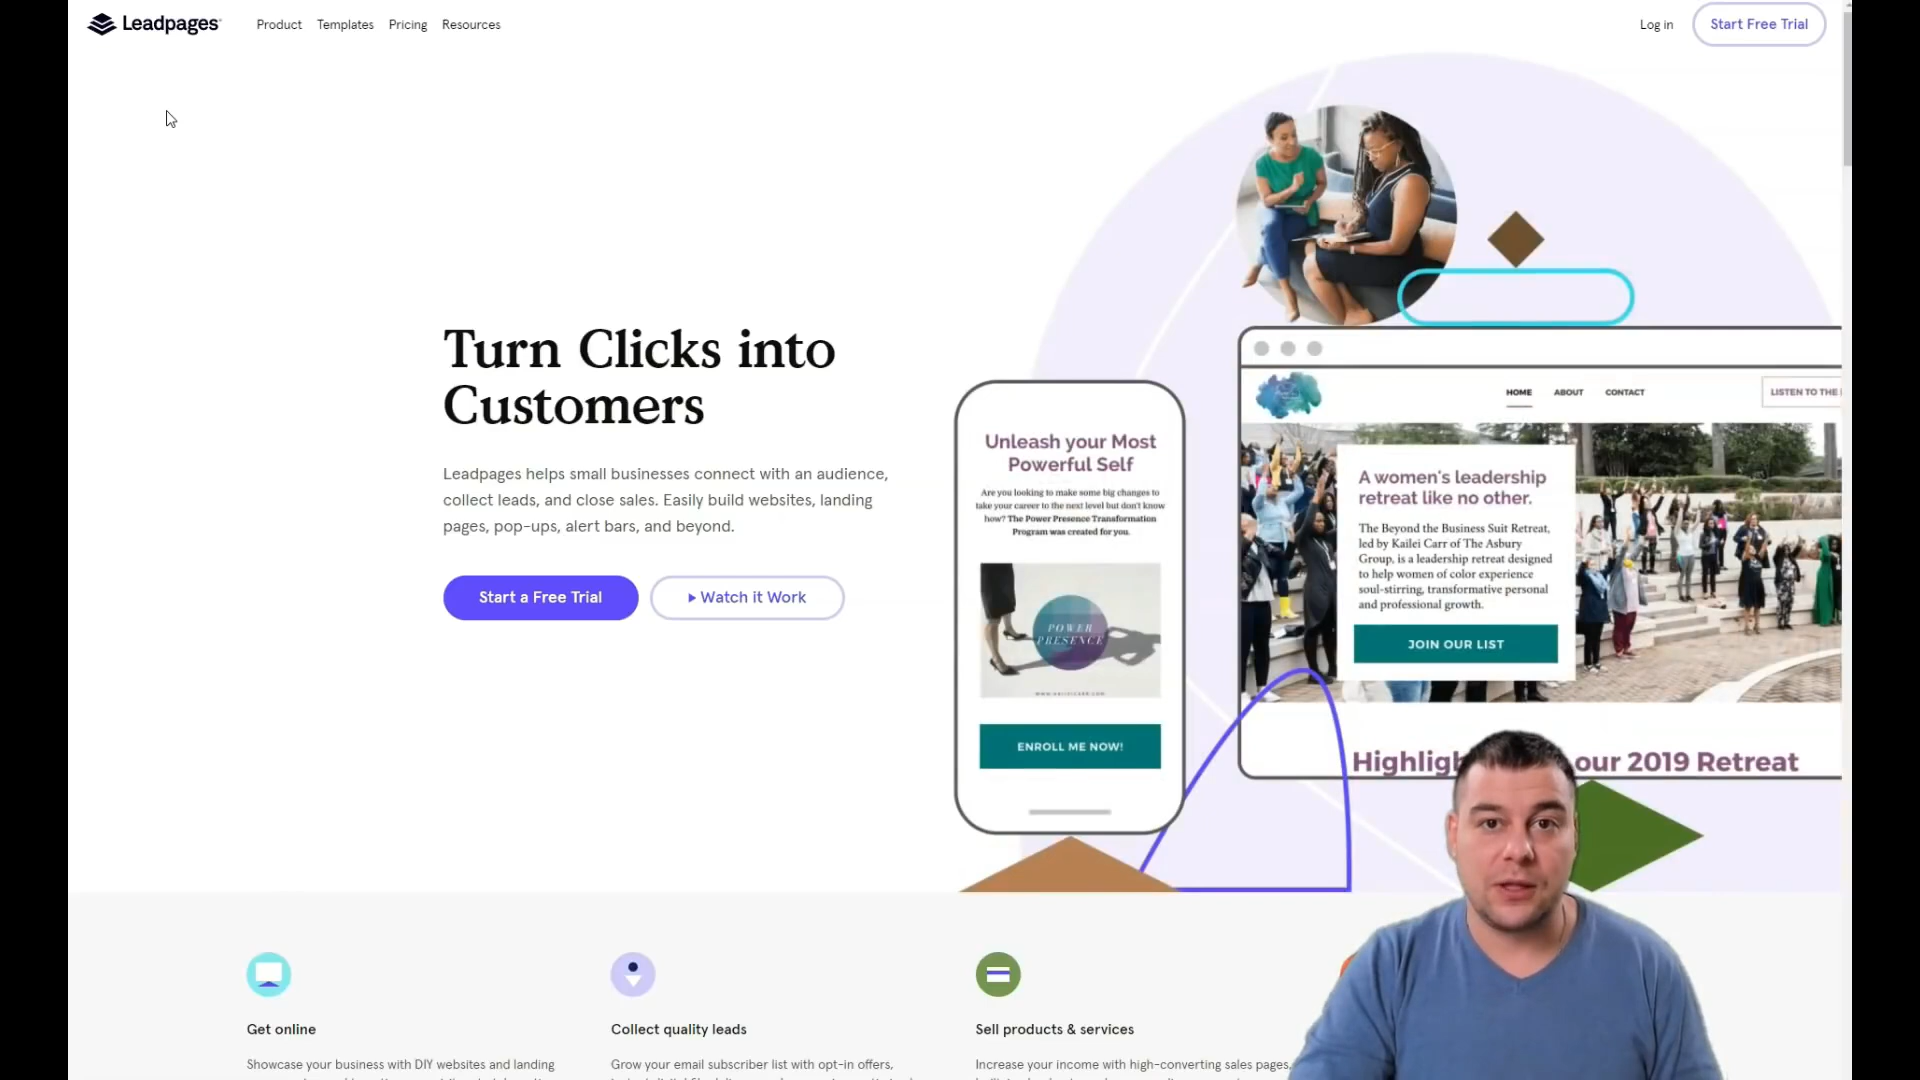 Leadpages
Product Templates Pricing Resources
Log in
Start Free Trial
Turn Clicks into
Customers
Leadpages helps small businesses connect with an audience,
collect leads, and close sales. Easily build websites, landing
pages, pop-ups, alert bars, and beyond.
Start a Free Trial
Watch it Work
Unleash your Most
Powerful Self
Are you looking to make some big changes to
take your career to the next level but don't know
how? The Power Presence Transformation
Program was created for you.
POWER
PRESENCE
ENROLL ME NOW!
HOME ABOUT CONTACT
LISTEN TO THE
A women's leadership
retreat like no other.
The Beyond the Business Suit Retreat,
led by Kailei Carr of The Asbury
Group, is a leadership retreat designed
to help women of color experience
soul-stirring, transformative personal
and professional growth.
JOIN OUR LIST
our 2019 Retreat
Get online
Showcase your business with DIY websites and landing
Collect quality leads
Grow your email subscriber list with opt-in offers,
Sell products & services
Increase your income with high-converting sales pages,